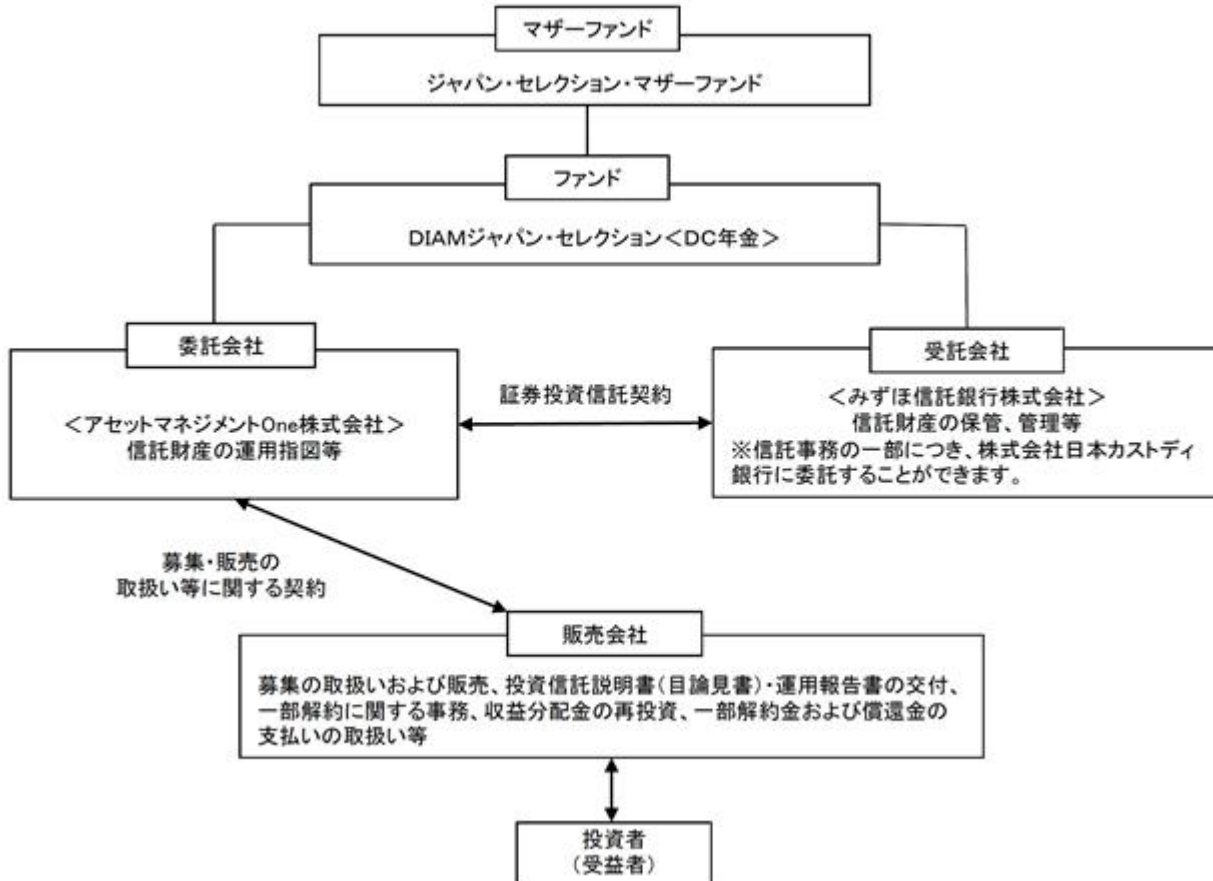 マザーファンド
ジャパン・セレクション・マザーファンド
ファンド
DIAMジャパン・セレクション＜DC年金＞
委託会社
＜アセットマネジメントOne株式会社＞
信託財産の運用指図等
証券投資信託契約
受託会社
＜みずほ信託銀行株式会社＞
信託財産の保管、管理等
※信託事務の一部につき、株式会社日本カストディ
銀行に委託することができます。
募集・販売の
取扱い等に関する契約
販売会社
募集の取扱いおよび販売、投資信託説明書(目論見書)・運用報告書の交付、
一部解約に関する事務、収益分配金の再投資、一部解約金および償還金の
支払いの取扱い等
投資者
(受益者)